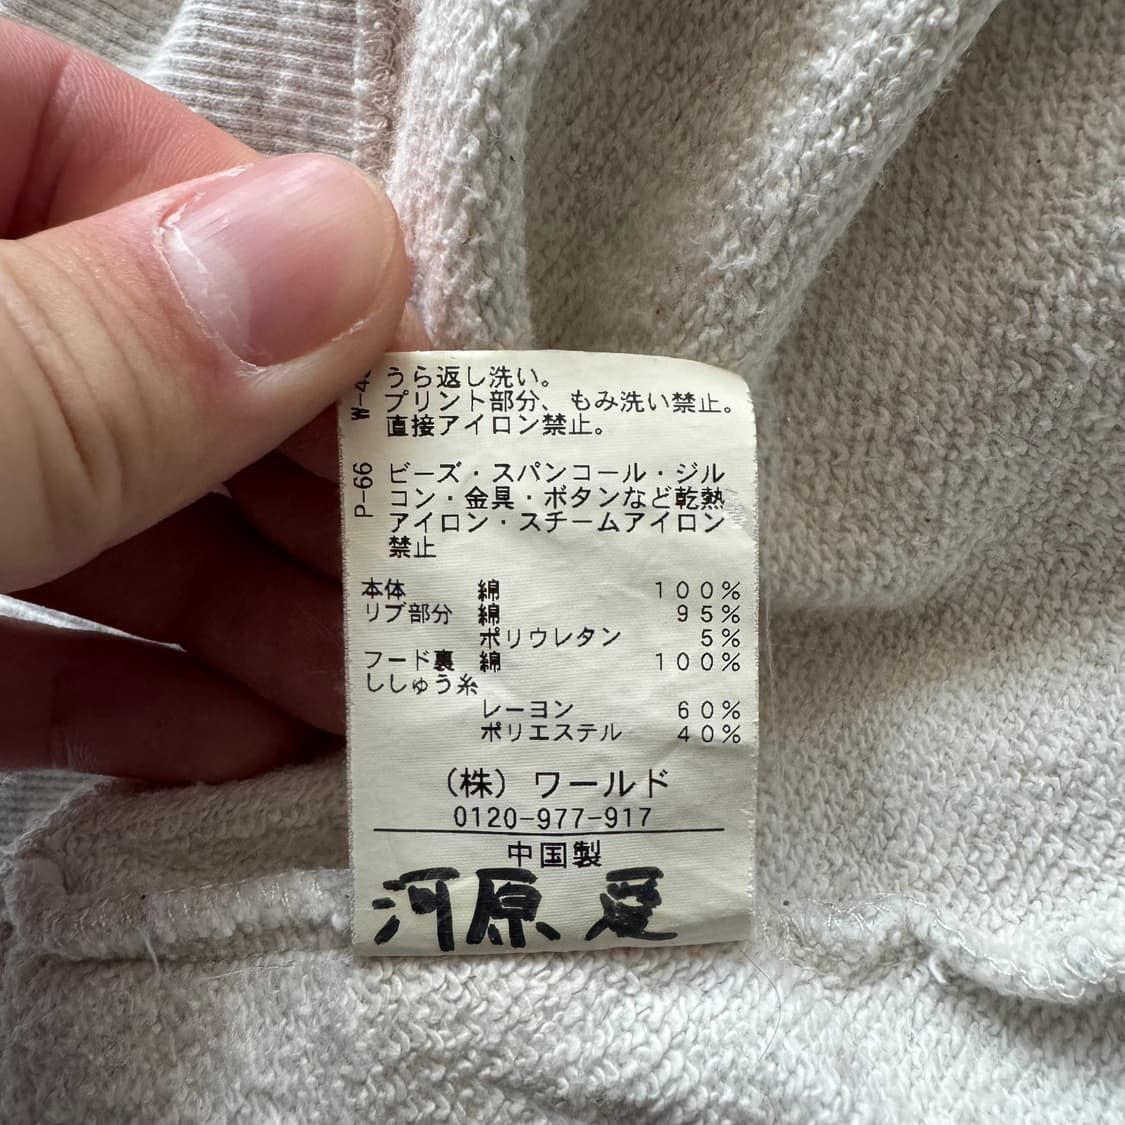 うら返し洗い。
プリント部分、もみ洗い禁止。
直接アイロン禁止。
P-66
ビーズ・スパンコール・ジル
コン・金具・ボタンなど乾熱
アイロン・スチームアイロン
禁止
本体 綿 100%
リブ部分 綿 95%
ポリウレタン 5%
フード裏 綿 100%
ししゅう糸
レーヨン 60%
ポリエステル 40%
(株)ワールド
0120-977-917
中国製
河原 愛